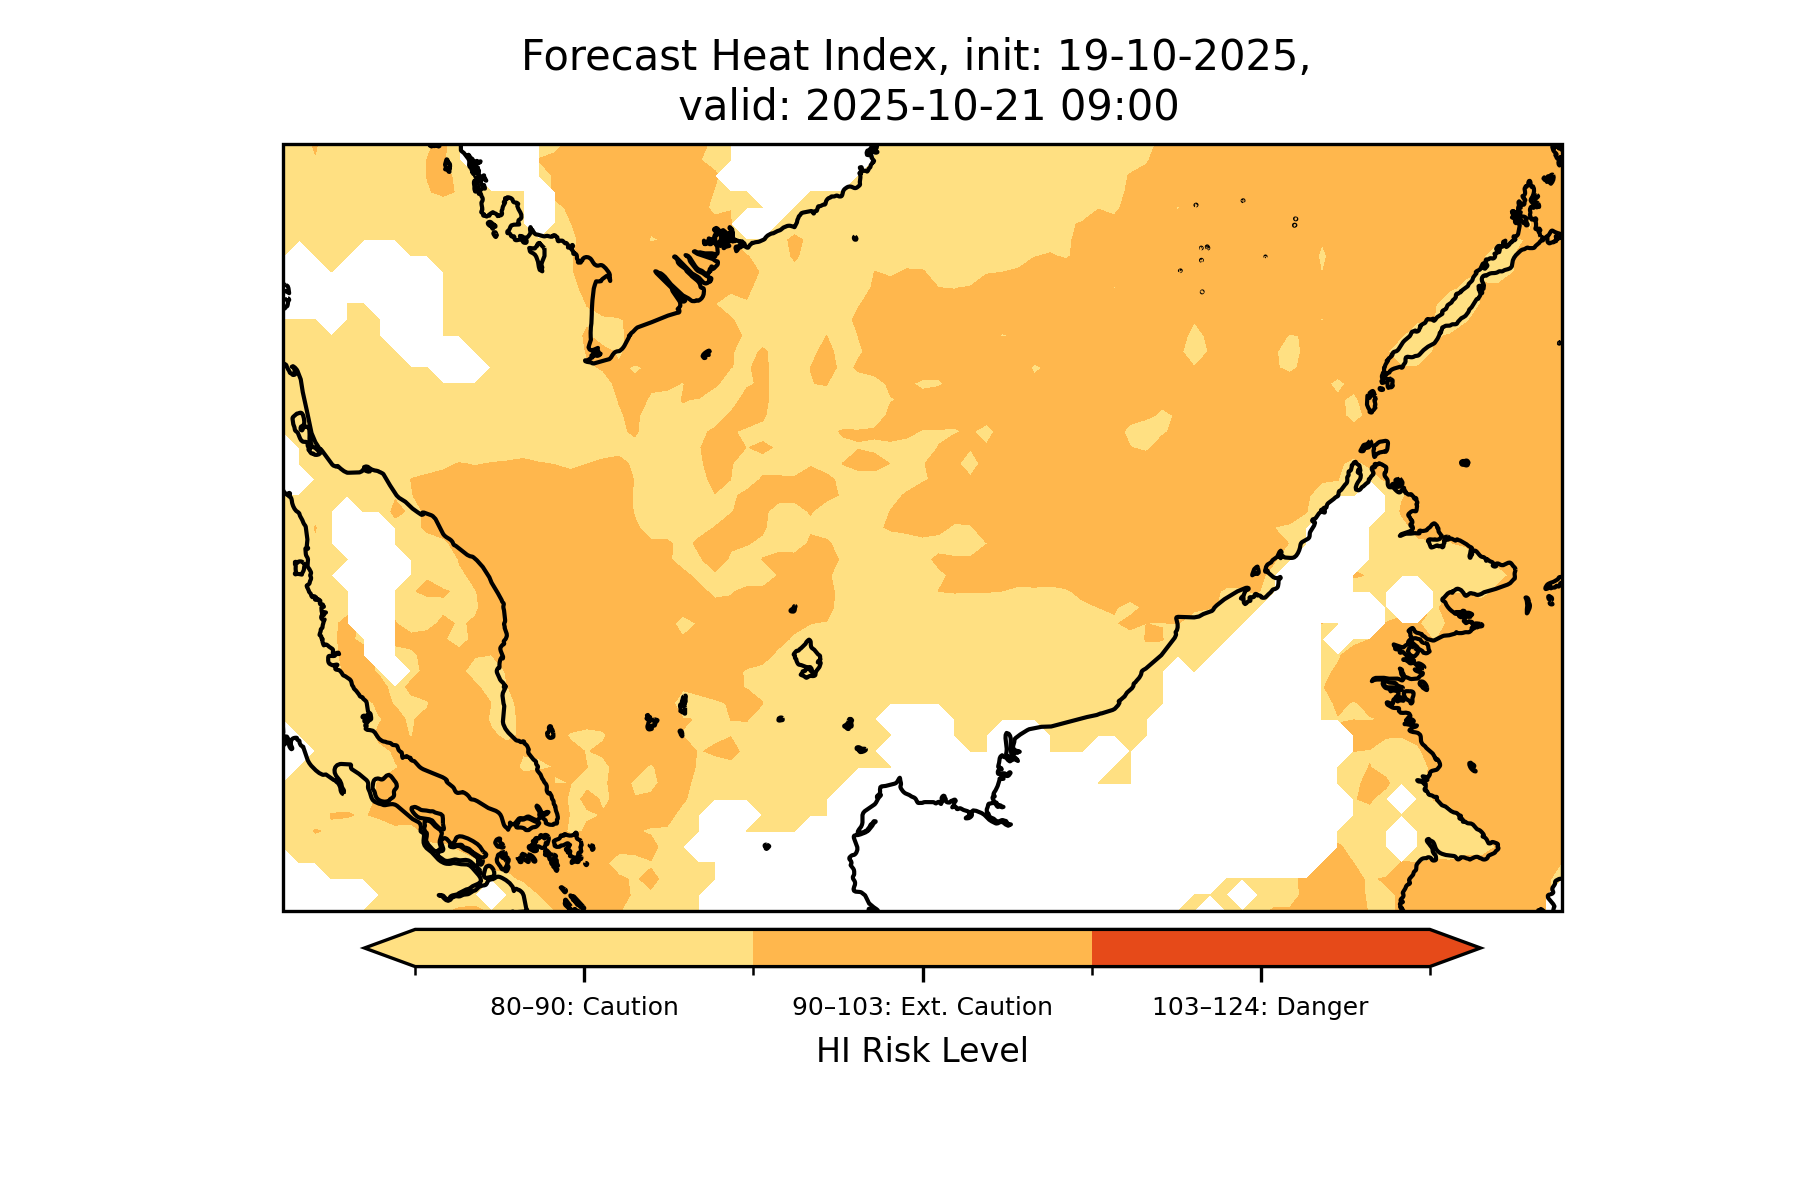 Forecast Heat Index, init: 19-10-2025,
valid: 2025-10-21 09:00
80–90: Caution
90–103: Ext. Caution
103–124: Danger
HI Risk Level